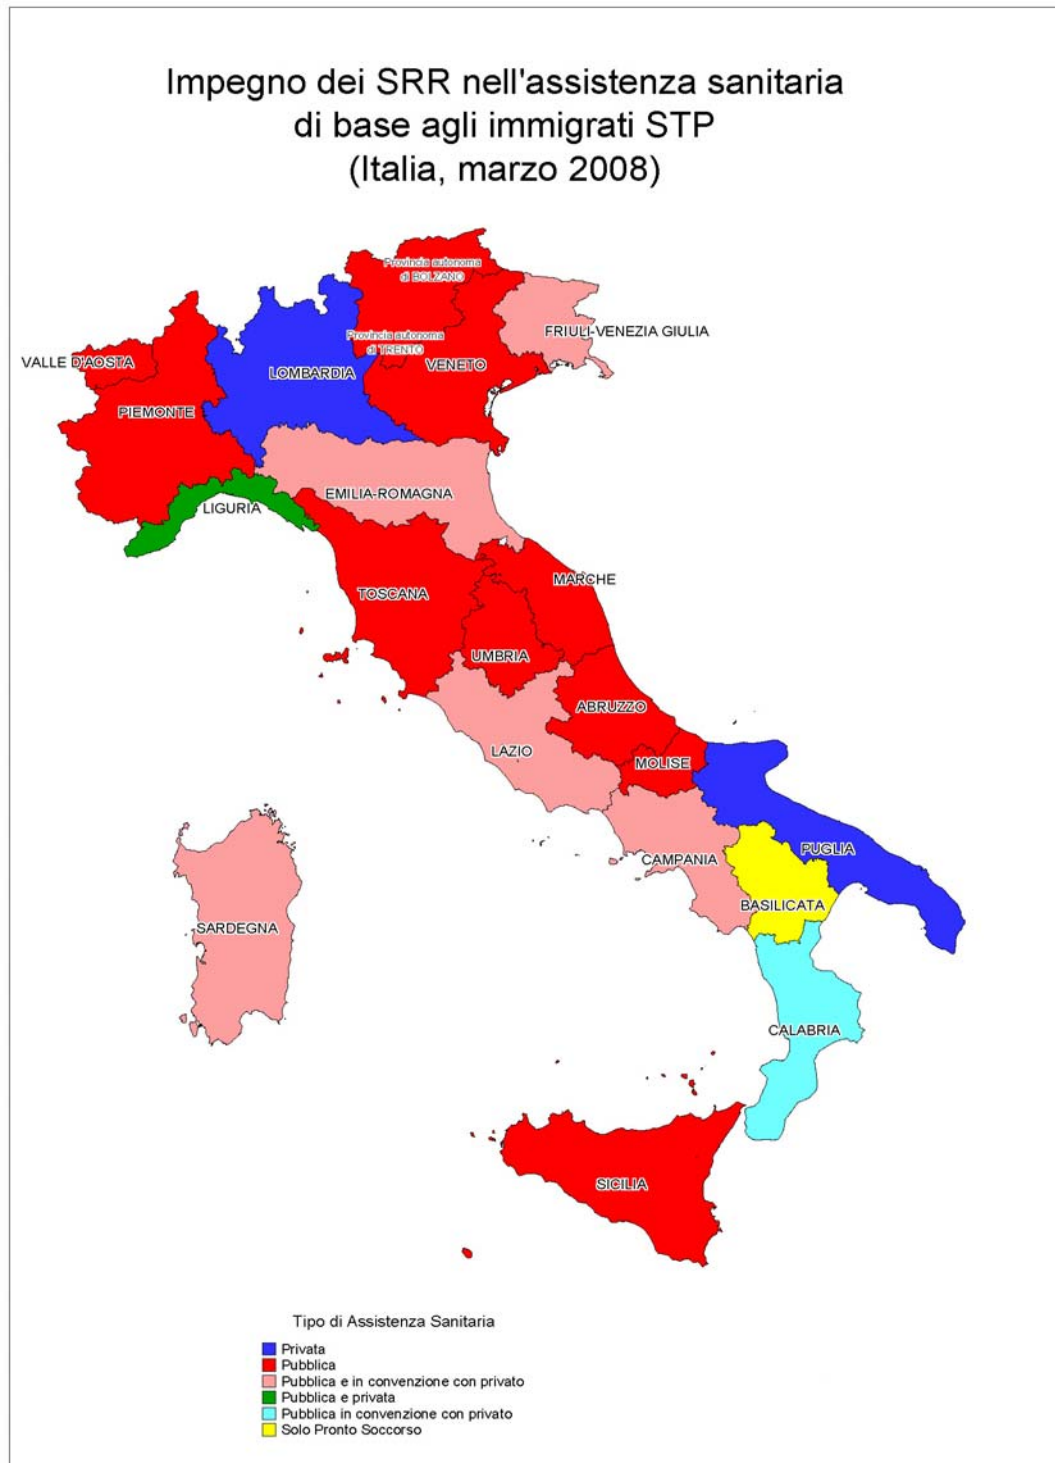 Impegno dei SRR nell'assistenza sanitaria
di base agli immigrati STP
(Italia, marzo 2008)
Provincia autonoma
di BOLZANO
FRIULI-VENEZIA GIULIA
Provincia autonoma
di TRENTO
VALLE D'AOSTA
VENETO
LOMBARDIA
PIEMONTE
EMILIA-ROMAGNA
LIGURIA
MARCHE
TOSCANA
UMBRIA
ABRUZZO
LAZIO
MOLISE
PUGLIA
CAMPANIA
BASILICATA
SARDEGNA
CALABRIA
SICILIA
Tipo di Assistenza Sanitaria
Privata
Pubblica
Pubblica e in convenzione con privato
Pubblica e privata
Pubblica in convenzione con privato
Solo Pronto Soccorso